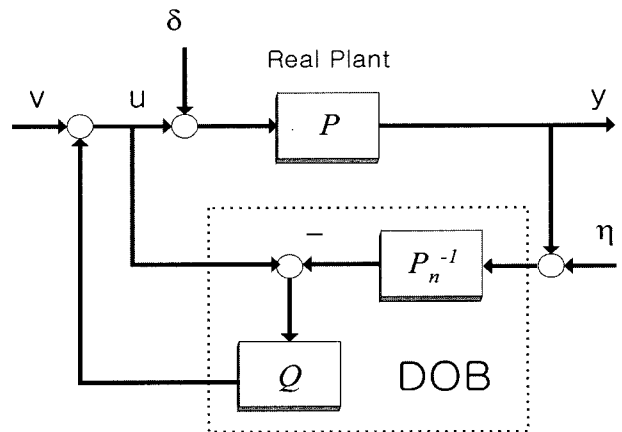 δ
Real Plant
v
u
P
y
−
P_n^{-1}
η
Q
DOB